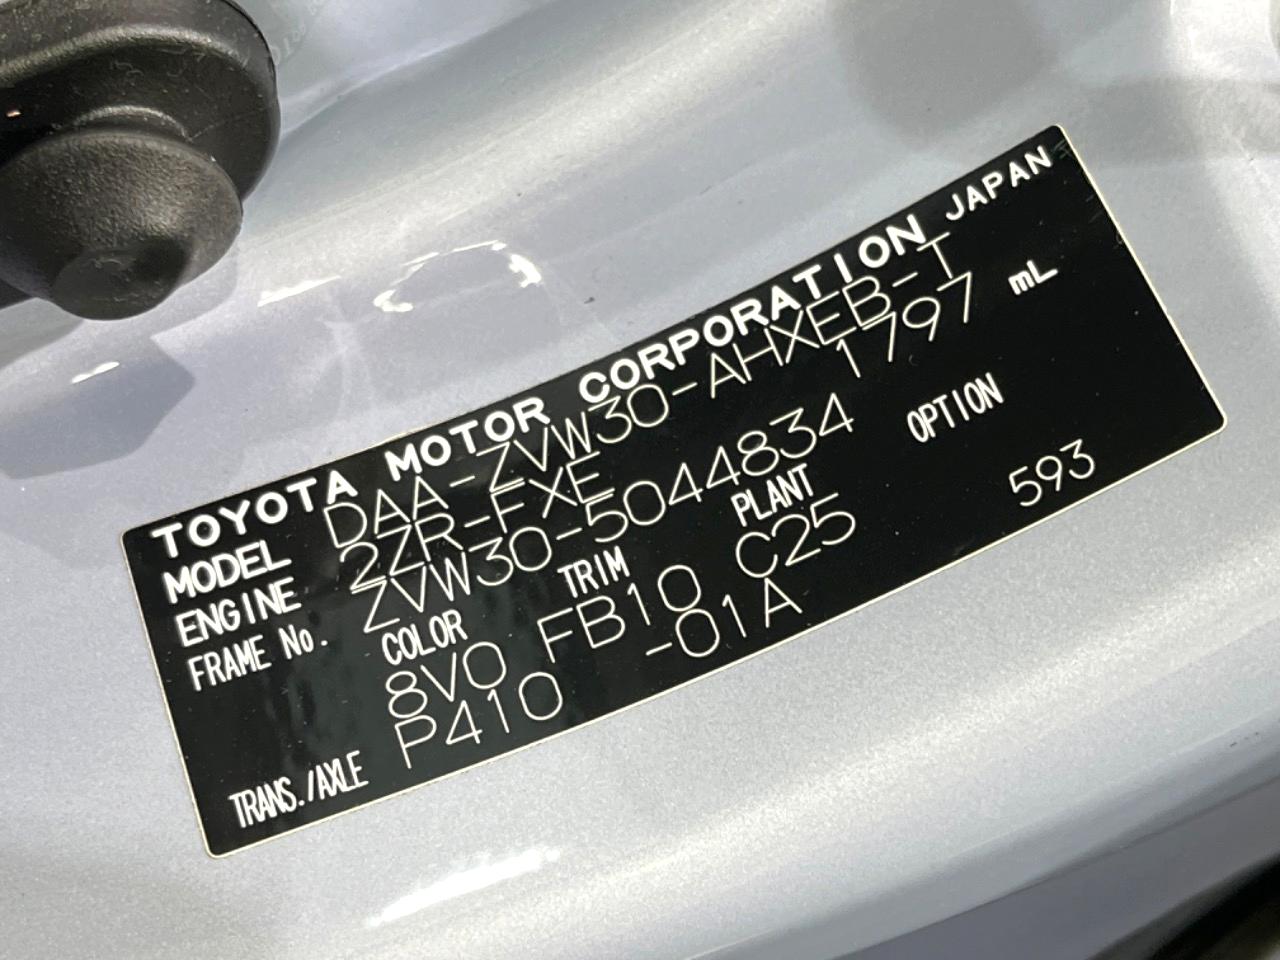 TOYOTA MOTOR CORPORATION JAPAN
MODEL DAA-ZVW30-AHXEB-T
ENGINE 2ZR-FXE 1797 mL
FRAME No. ZVW30-5044834
COLOR TRIM PLANT OPTION
8V0 FB10 C25 593
TRANS./AXLE P410 -01A